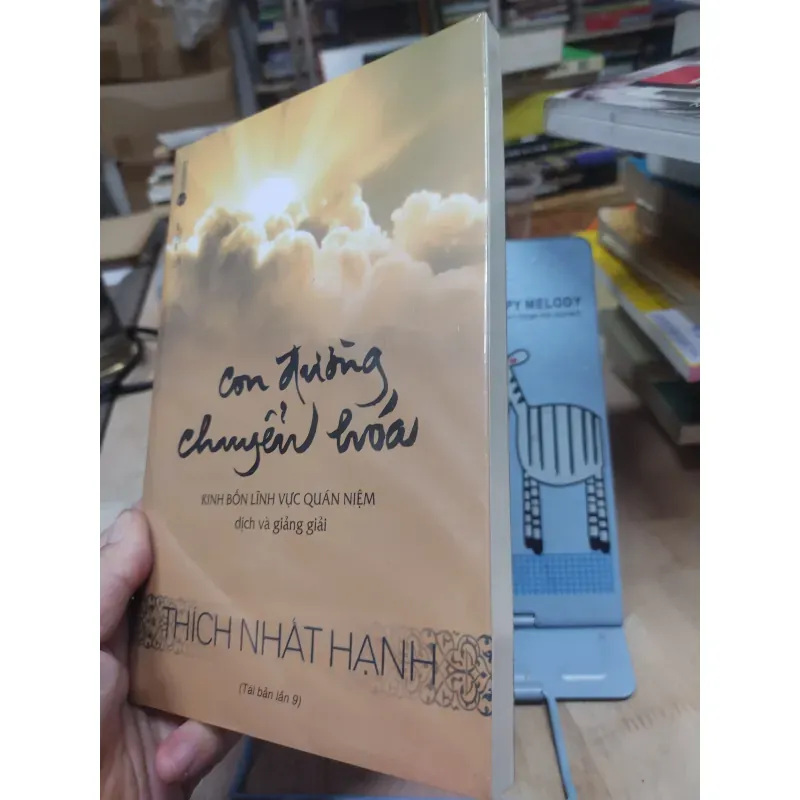 con đường
chuyển hóa
KINH BỐN LĨNH VỰC QUÁN NIỆM
dịch và giảng giải
THÍCH NHẤT HẠNH
(Tái bản lần 9)
PY MELODY